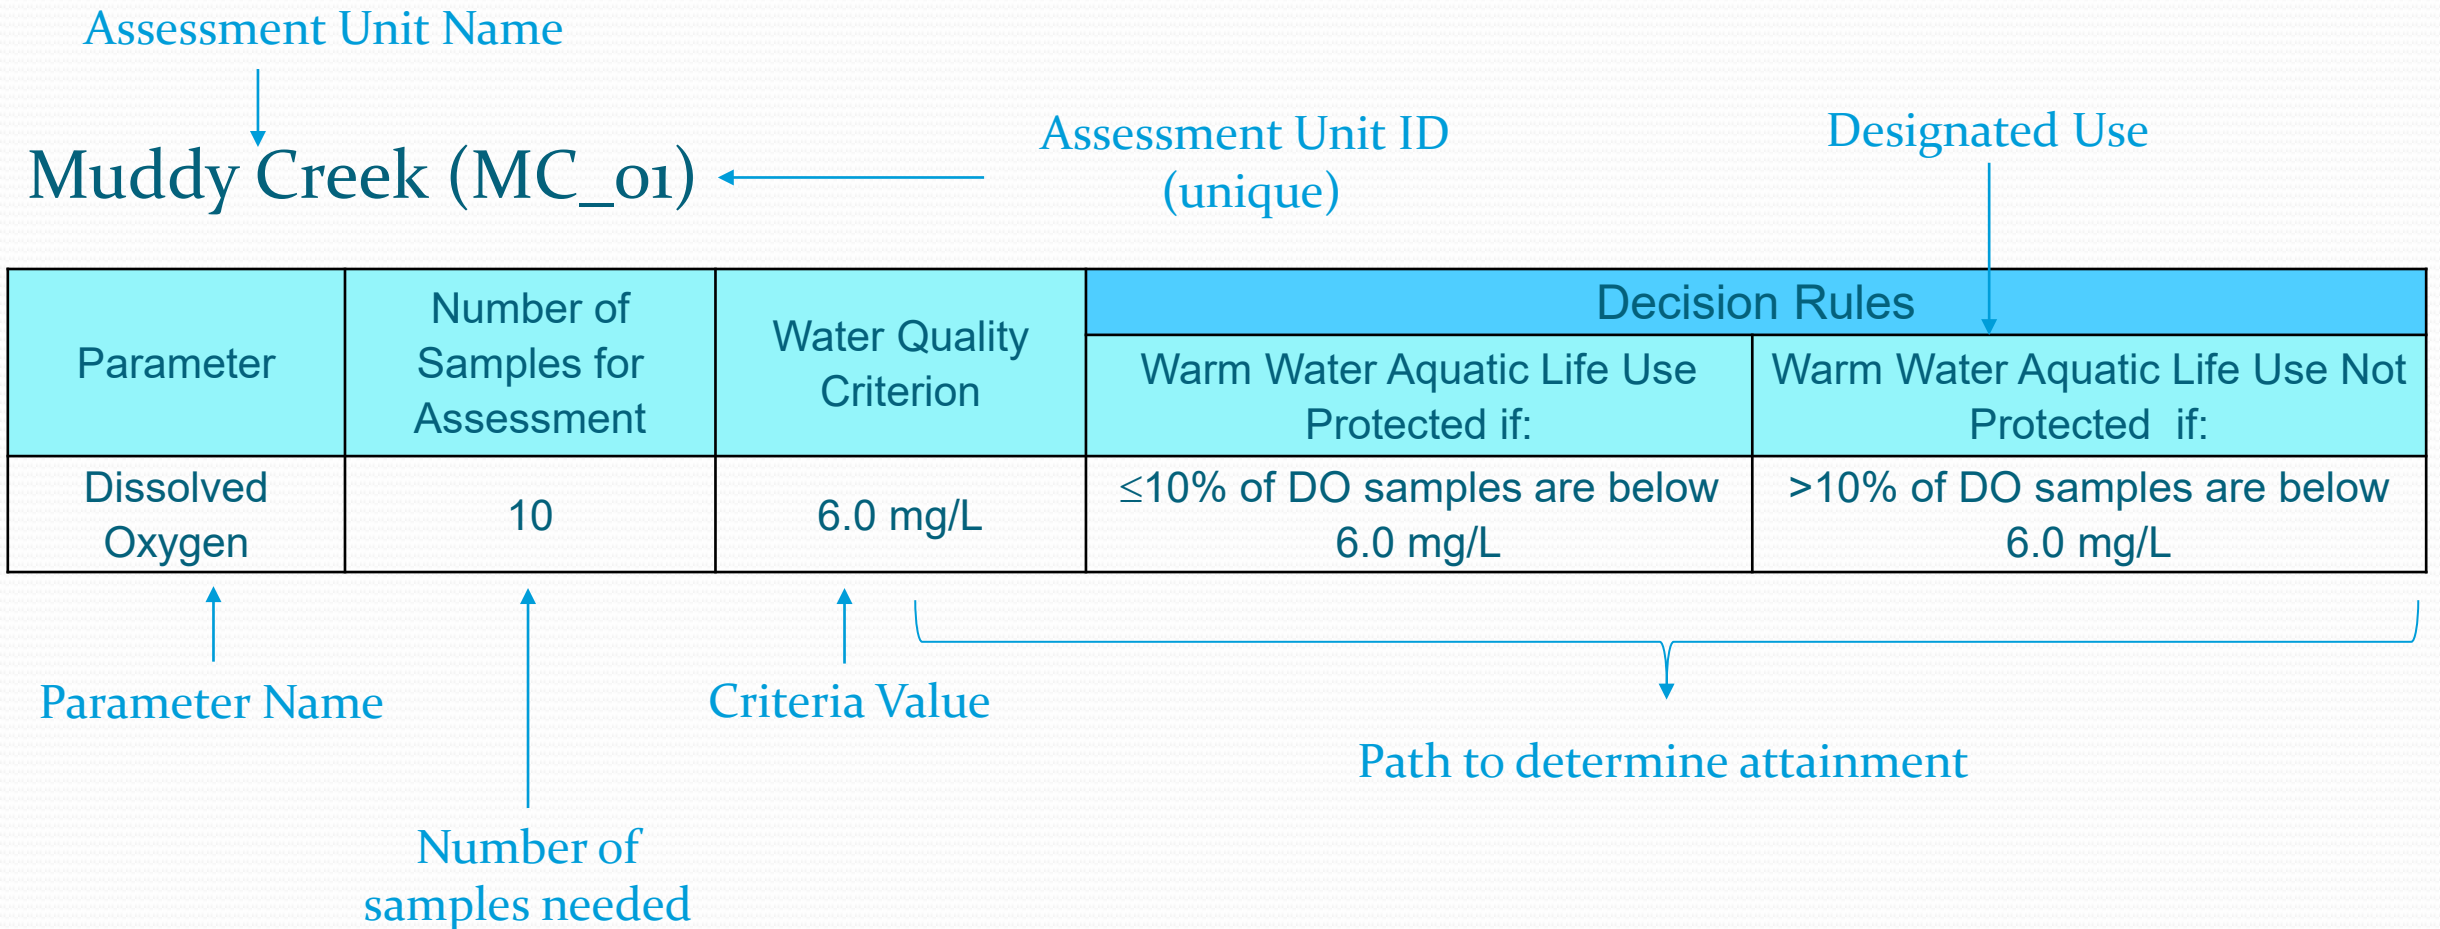 Assessment Unit Name
Muddy Creek (MC_01)
Assessment Unit ID
(unique)
Designated Use
Parameter
Number of
Samples for
Assessment
Water Quality
Criterion
Decision Rules
Warm Water Aquatic Life Use
Protected if:
Warm Water Aquatic Life Use Not
Protected  if:
Dissolved
Oxygen
10
6.0 mg/L
≤10% of DO samples are below
6.0 mg/L
>10% of DO samples are below
6.0 mg/L
Parameter Name
Criteria Value
Path to determine attainment
Number of
samples needed